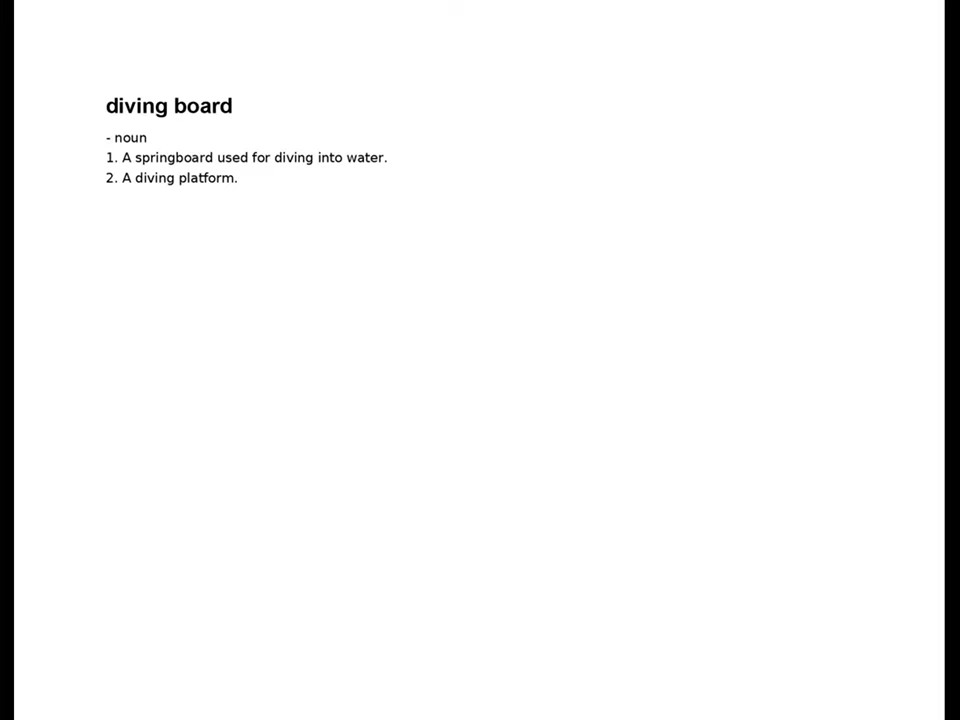 diving board
- noun
1. A springboard used for diving into water.
2. A diving platform.